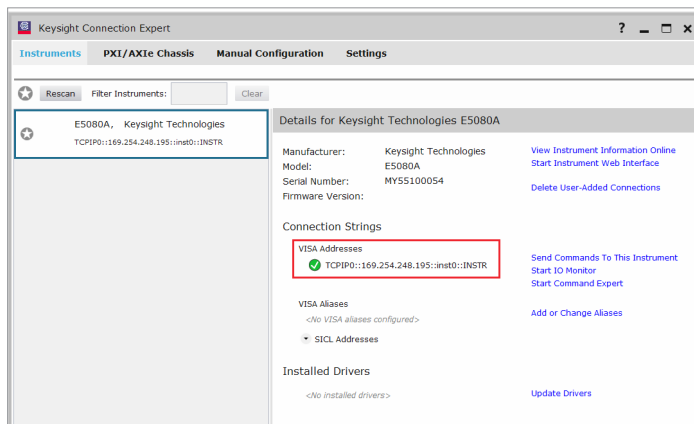 Keysight Connection Expert ?
Instruments PXI/AXIe Chassis Manual Configuration Settings
Rescan Filter Instruments: Clear
E5080A, Keysight Technologies
TCPIP0::169.254.248.195::inst0::INSTR
Details for Keysight Technologies E5080A
Manufacturer: Keysight Technologies View Instrument Information Online
Model: E5080A Start Instrument Web Interface
Serial Number: MY55100054
Delete User-Added Connections
Firmware Version:
Connection Strings
VISA Addresses
TCPIP0::169.254.248.195::inst0::INSTR
Send Commands To This Instrument
Start IO Monitor
Start Command Expert
VISA Aliases
<No VISA aliases configured>
Add or Change Aliases
SICL Addresses
Installed Drivers
<No installed drivers> Update Drivers